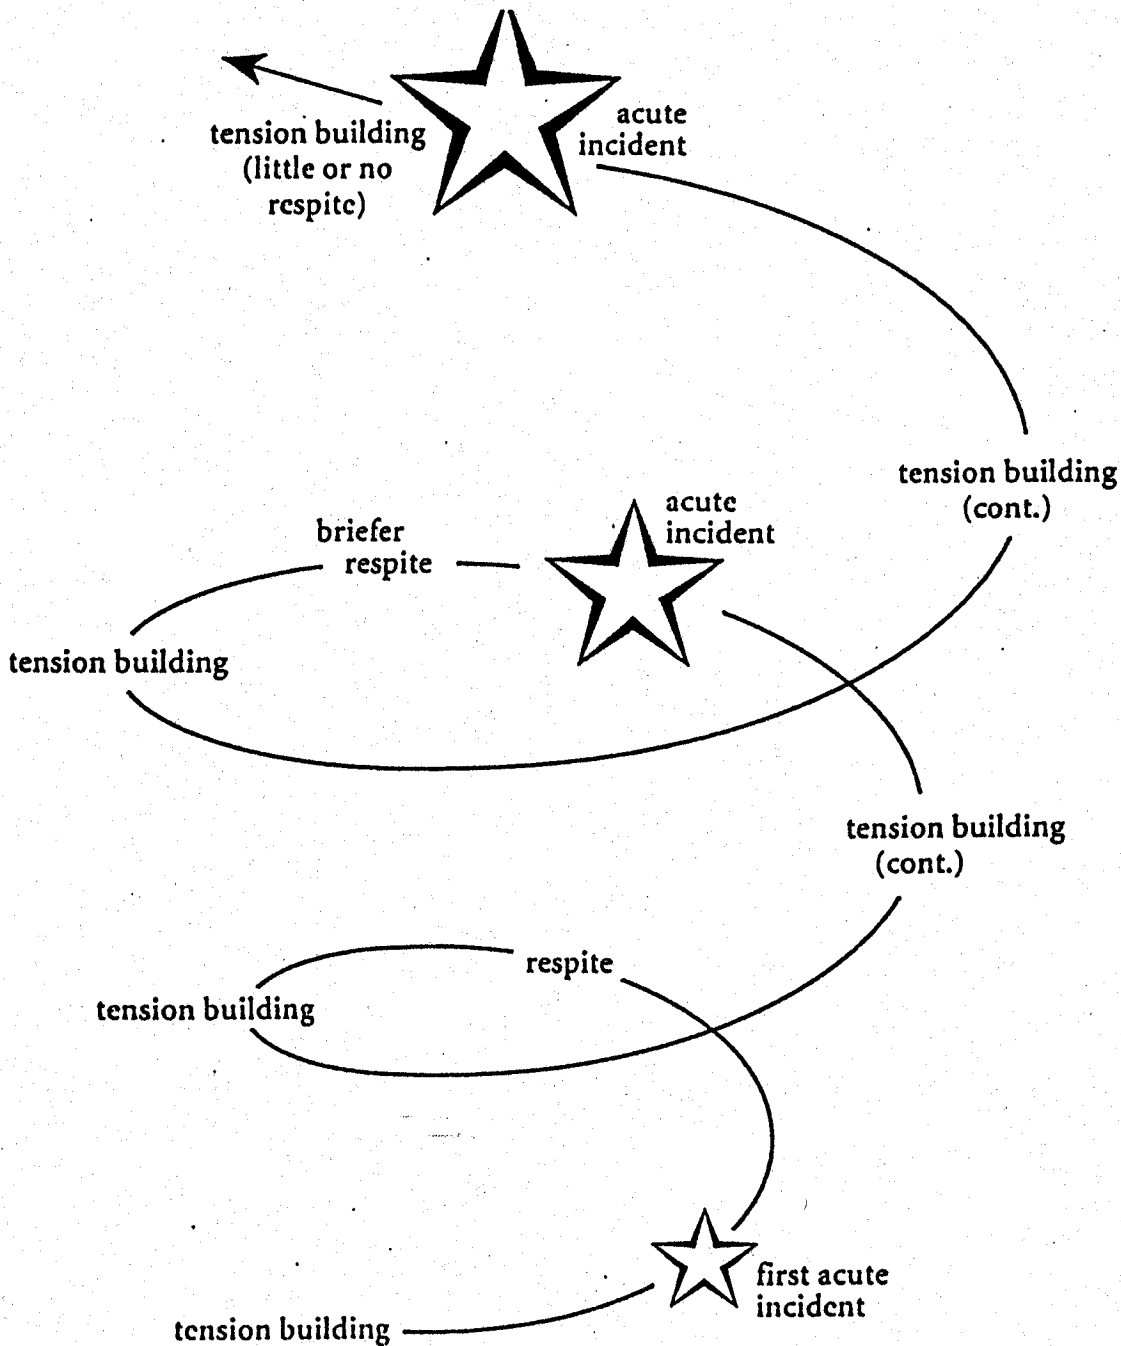 acute
incident
tension building
(little or no
respite)
tension building
(cont.)
acute
incident
briefer
respite
tension building
tension building
(cont.)
respite
tension building
first acute
incident
tension building